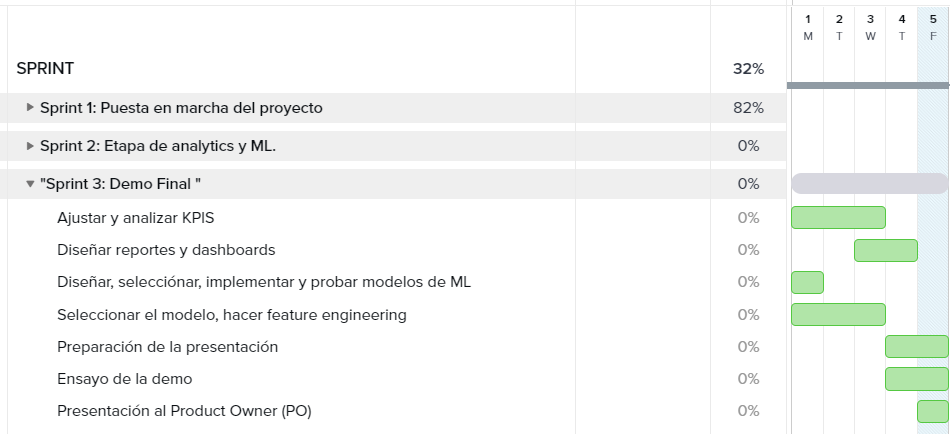 1 2 3 4 5
M T W T F
SPRINT 32%
Sprint 1: Puesta en marcha del proyecto 82%
Sprint 2: Etapa de analytics y ML. 0%
"Sprint 3: Demo Final " 0%
Ajustar y analizar KPIS 0%
Diseñar reportes y dashboards 0%
Diseñar, selecciónar, implementar y probar modelos de ML 0%
Seleccionar el modelo, hacer feature engineering 0%
Preparación de la presentación 0%
Ensayo de la demo 0%
Presentación al Product Owner (PO) 0%